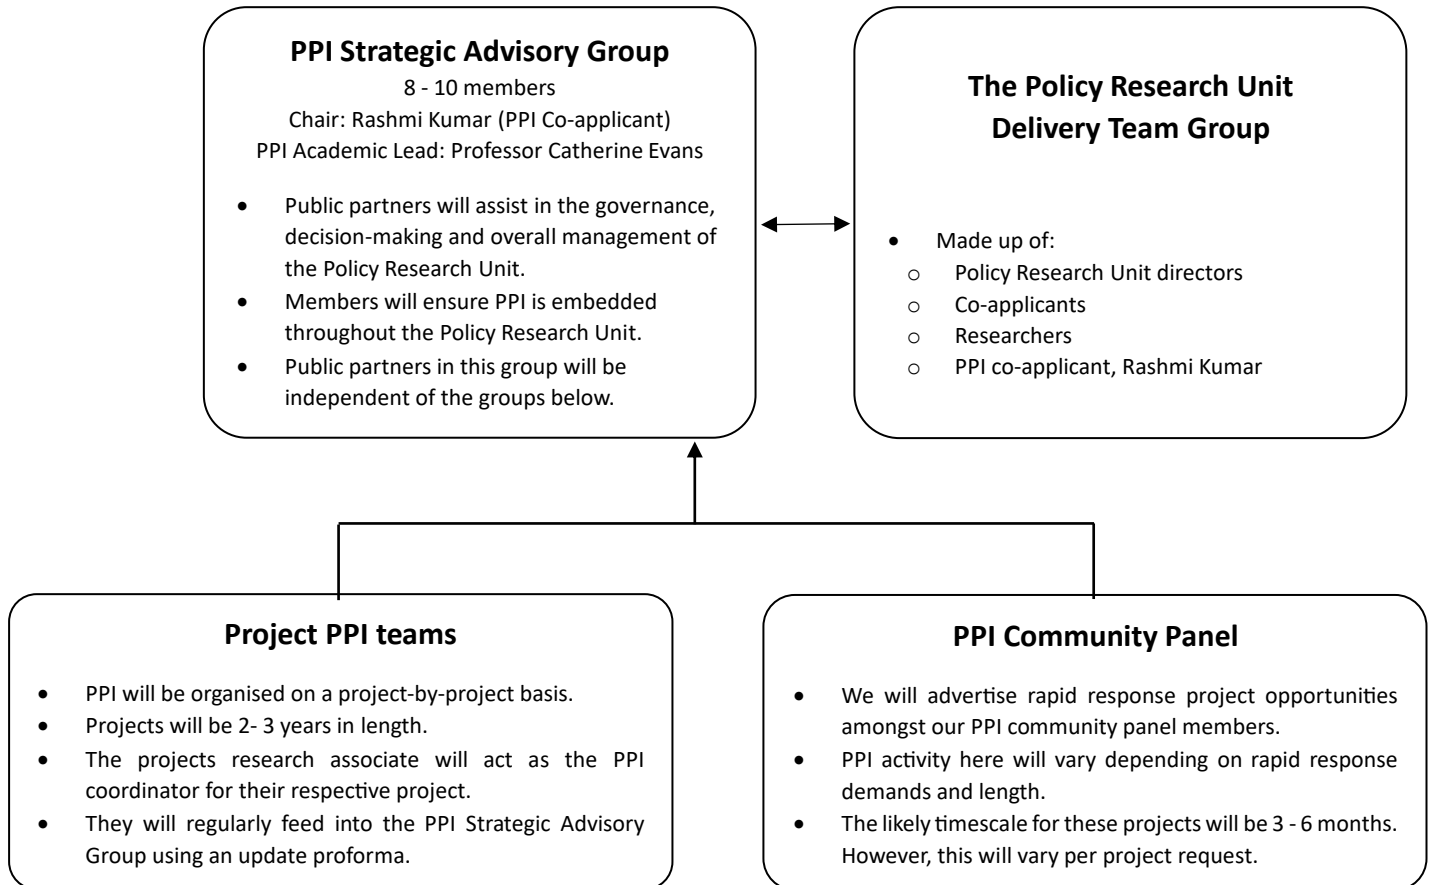 PPI Strategic Advisory Group
8 - 10 members
Chair: Rashmi Kumar (PPI Co-applicant)
PPI Academic Lead: Professor Catherine Evans
• Public partners will assist in the governance,
decision-making and overall management of
the Policy Research Unit.
• Members will ensure PPI is embedded
throughout the Policy Research Unit.
• Public partners in this group will be
independent of the groups below.
The Policy Research Unit
Delivery Team Group
• Made up of:
o Policy Research Unit directors
o Co-applicants
o Researchers
o PPI co-applicant, Rashmi Kumar
Project PPI teams
• PPI will be organised on a project-by-project basis.
• Projects will be 2- 3 years in length.
• The projects research associate will act as the PPI
coordinator for their respective project.
• They will regularly feed into the PPI Strategic Advisory
Group using an update proforma.
PPI Community Panel
• We will advertise rapid response project opportunities
amongst our PPI community panel members.
• PPI activity here will vary depending on rapid response
demands and length.
• The likely timescale for these projects will be 3 - 6 months.
However, this will vary per project request.